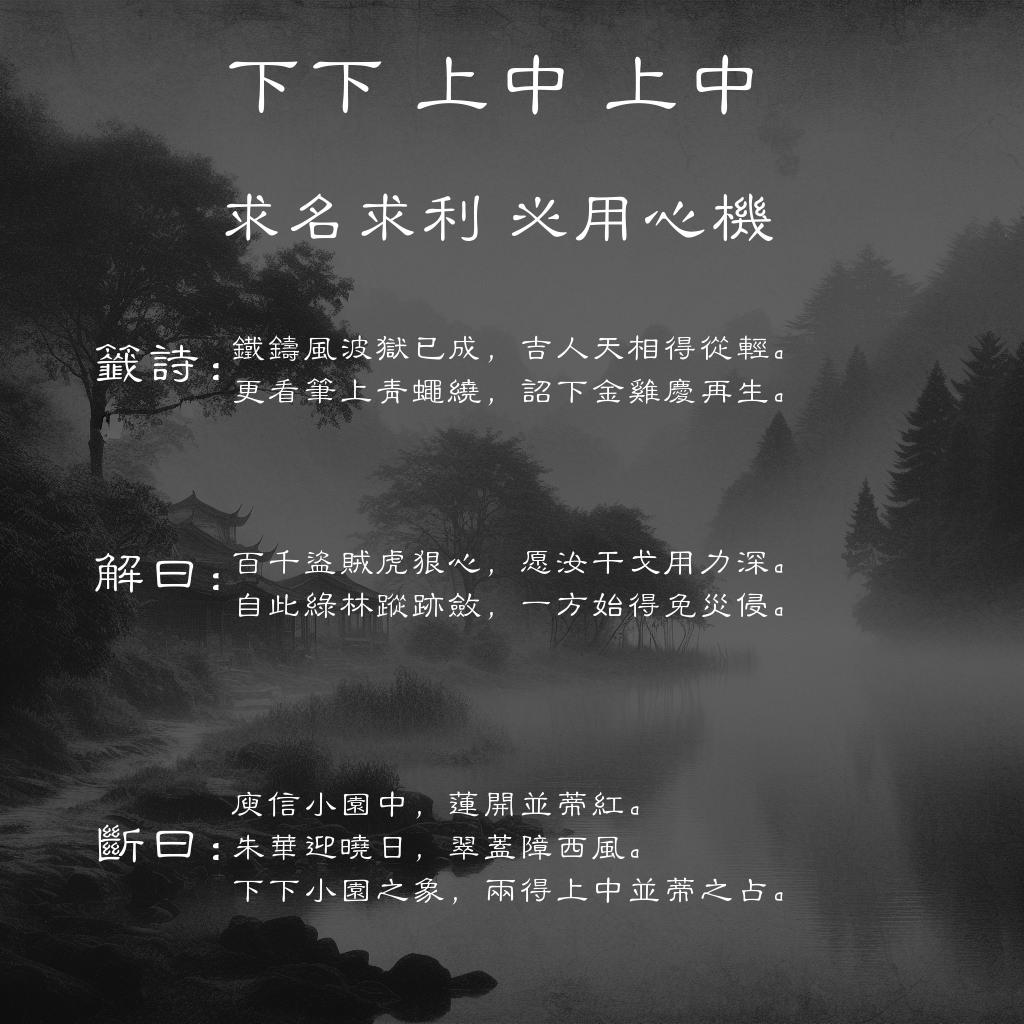 下下 上中 上中
求名求利 必用心機
籤詩:
鐵鑄風波獄已成，吉人天相得從輕。
更看筆上青蠅繞，詔下金雞慶再生。
解曰:
百千盜賊虎狠心，愿汝干戈用力深。
自此綠林蹤跡斂，一方始得免災侵。
斷曰:
庾信小園中，蓮開並蒂紅。
朱華迎曉日，翠蓋障西風。
下下小園之象，兩得上中並蒂之占。